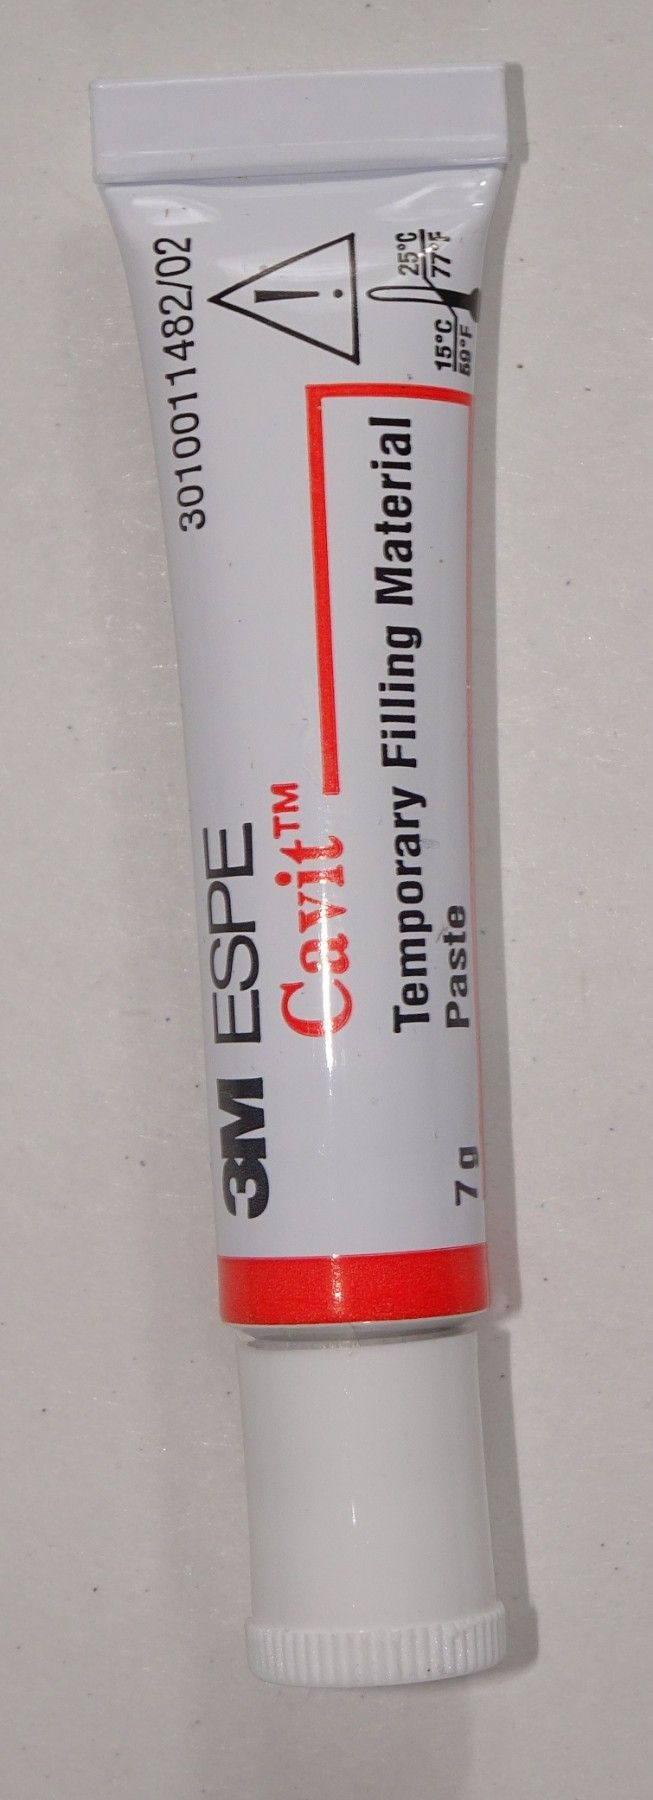 3M ESPE
Cavit™
Temporary Filling Material
Paste
7 g
3010011482/02
!
15°C
59°F
25°C
77°F